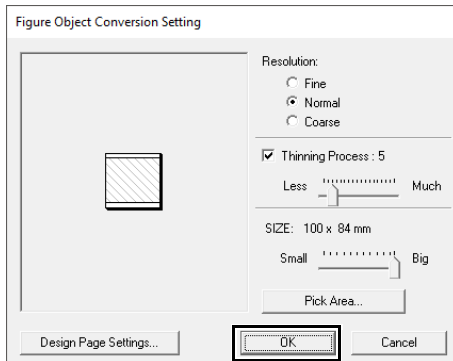 Figure Object Conversion Setting
Resolution:
Fine
Normal
Coarse
Thinning Process : 5
Less Much
SIZE: 100 x 84 mm
Small Big
Pick Area...
Design Page Settings... OK Cancel